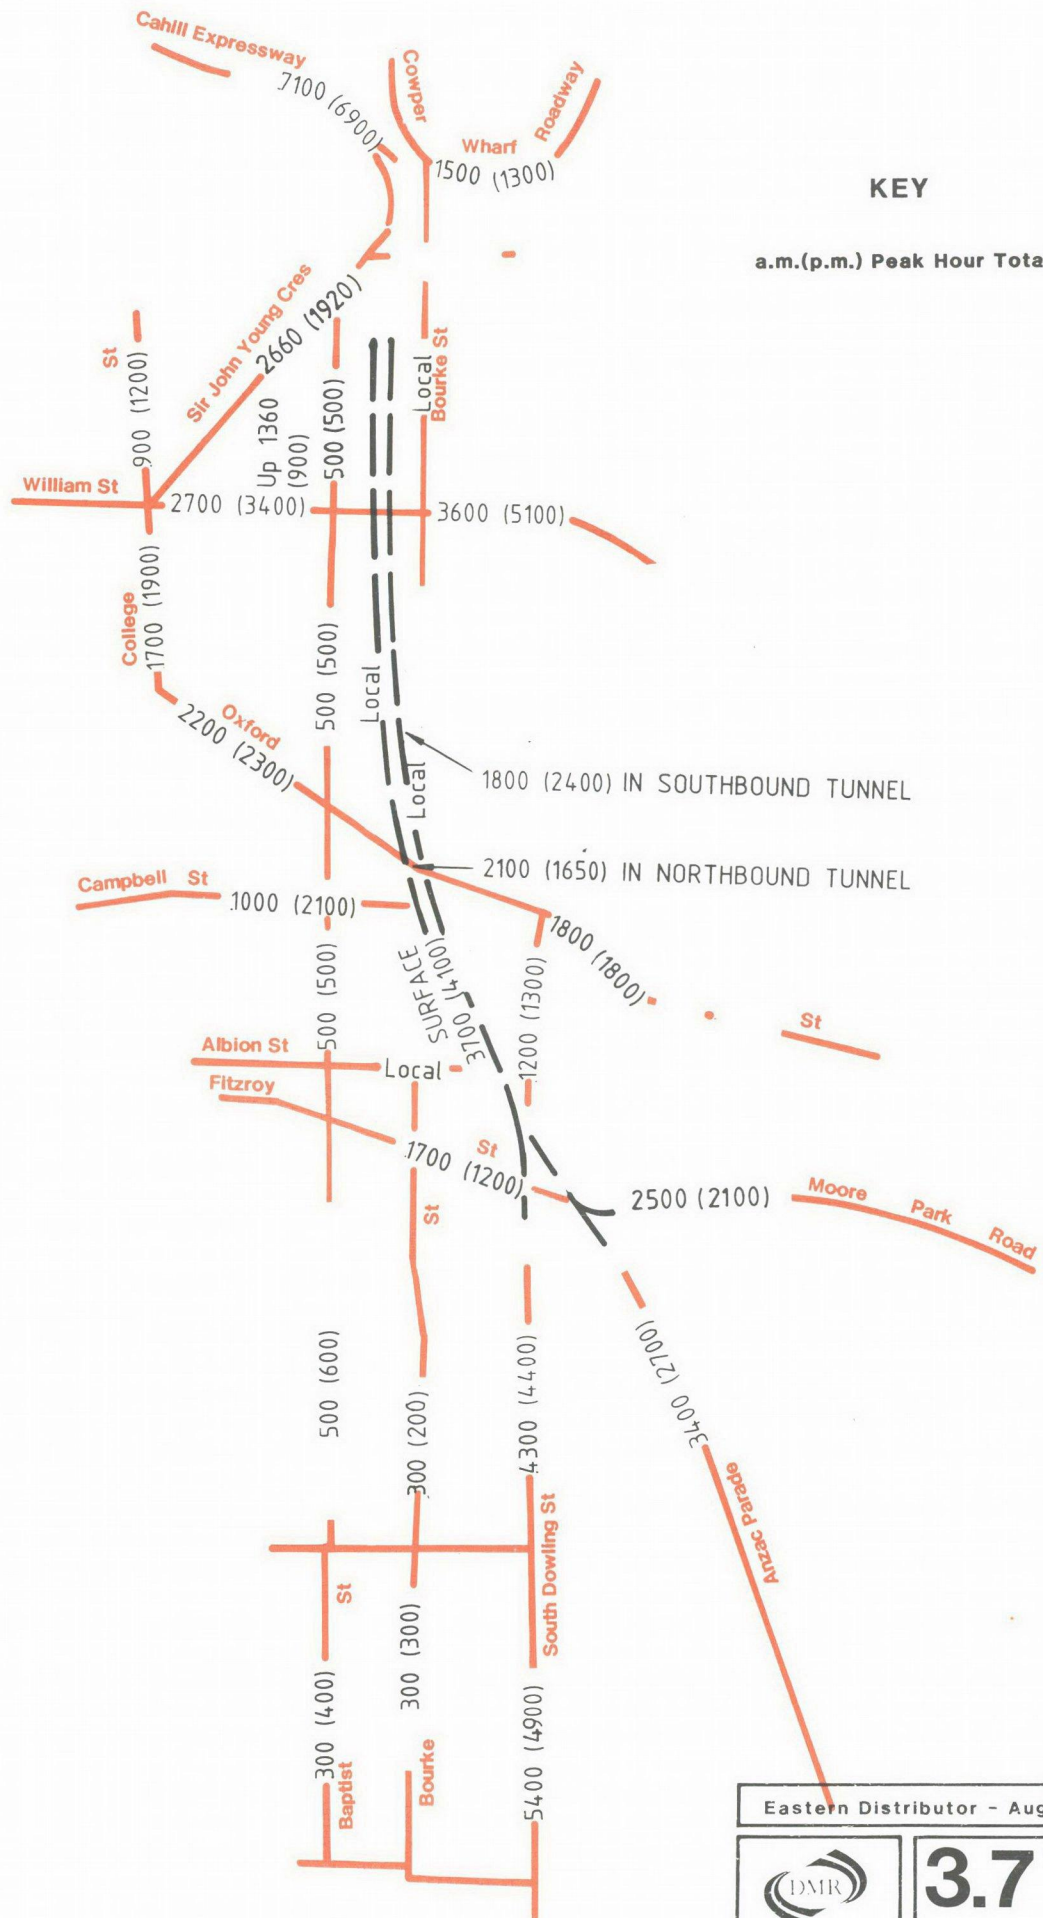 Cahill Expressway
7100 (6900)
Cowper
Wharf
Roadway
1500 (1300)
KEY
a.m.(p.m.) Peak Hour Tota
Sir John Young Cres
2660 (1920)
St
900 (1200)
Up 1360
(900)
500 (500)
Local
Bourke St
William St
2700 (3400)
3600 (5100)
College
1700 (1900)
500 (500)
Local
Oxford
2200 (2300)
Local
1800 (2400) IN SOUTHBOUND TUNNEL
2100 (1650) IN NORTHBOUND TUNNEL
Campbell St
1000 (2100)
1800 (1800)
SURFACE
3700 (4100)
500 (500)
1200 (1300)
St
Albion St
Local
Fitzroy
St
1700 (1200)
St
2500 (2100)
Moore Park Road
500 (600)
300 (200)
4300 (4400)
3400 (2700)
Anzac Parade
South Dowling St
St
300 (300)
300 (400)
5400 (4900)
Baptist
Bourke
Eastern Distributor - Aug
DMR
3.7